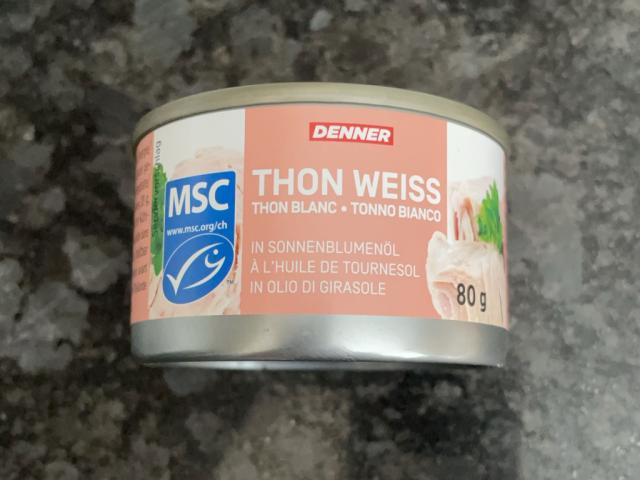 DENNER
THON WEISS
THON BLANC • TONNO BIANCO
IN SONNENBLUMENÖL
À L'HUILE DE TOURNESOL
IN OLIO DI GIRASOLE
80 g
MSC
www.msc.org/ch
TM